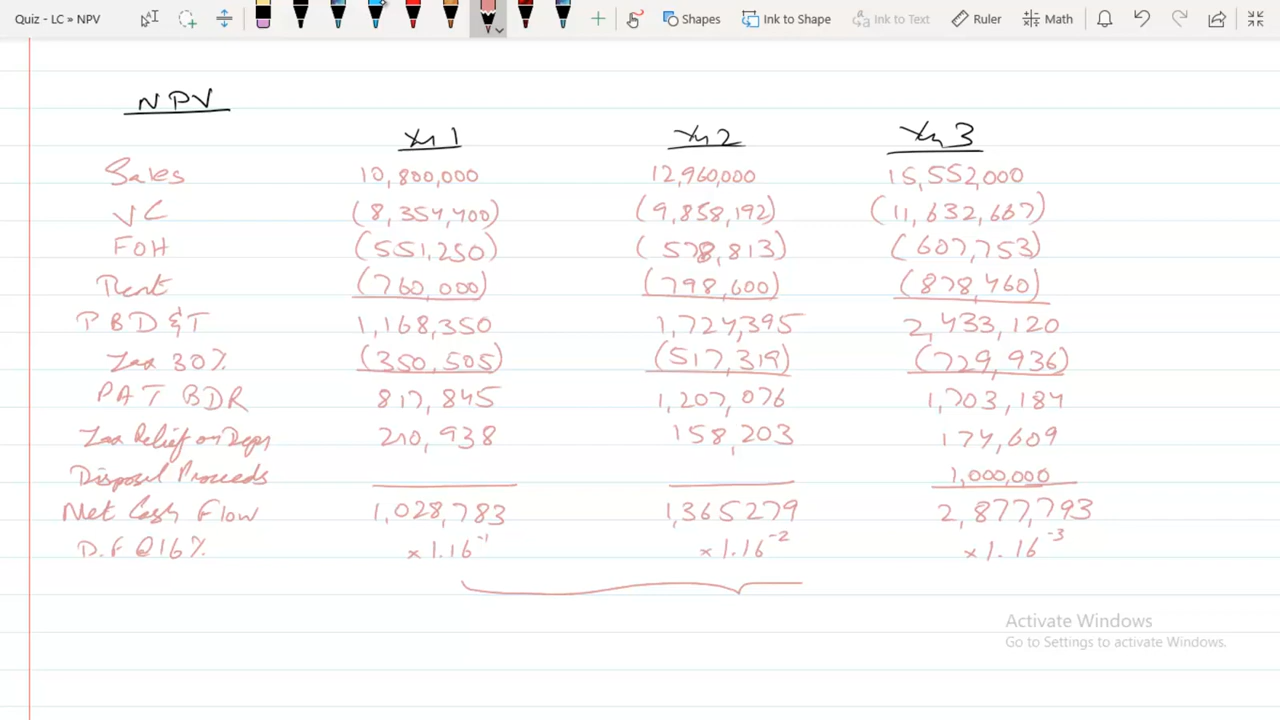 Quiz - LC » NPV Shapes Ink to Shape Ink to Text Ruler Math
NPV
Yr 1 Yr 2 Yr 3
Sales 10,800,000 12,960,000 15,552,000
VC (8,354,400) (9,858,192) (11,632,667)
FOH (551,250) (578,813) (607,753)
Rent (760,000) (798,600) (878,460)
PBD&T 1,168,350 1,724,395 2,433,120
Tax 30% (350,505) (517,319) (729,936)
PAT BDR 817,845 1,207,076 1,703,184
Tax Relief on Depn 210,938 158,203 174,609
Disposal Proceeds 1,000,000
Net Cash Flow 1,028,783 1,365279 2,877,793
D.F @16% × 1.16⁻¹ × 1.16⁻² × 1.16⁻³
Activate Windows
Go to Settings to activate Windows.